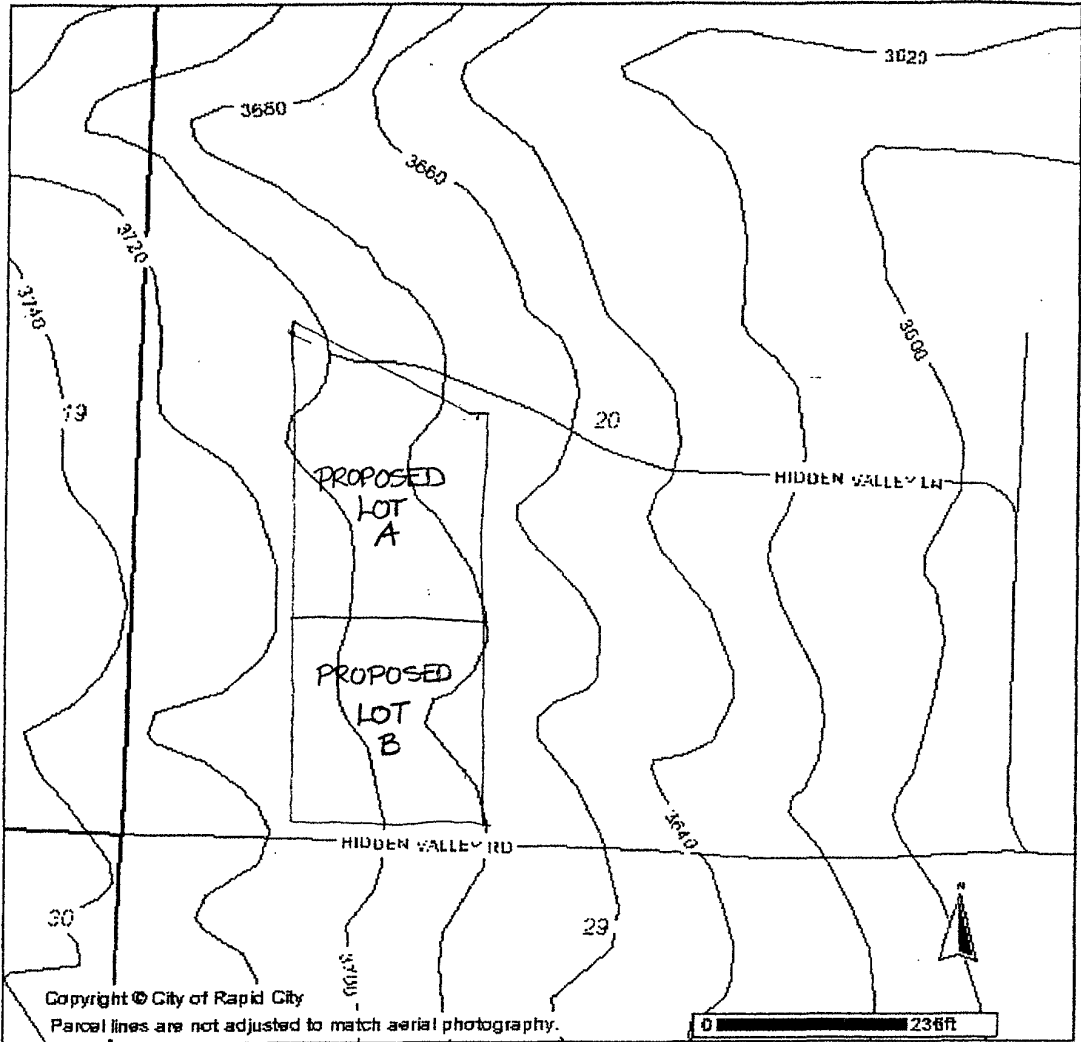 3620
3680
3660
3720
3740
3600
19
20
HIDDEN VALLEY LN
PROPOSED
LOT
A
PROPOSED
LOT
B
3640
HIDDEN VALLEY RD
30
29
3700
N
Copyright © City of Rapid City
Parcel lines are not adjusted to match aerial photography.
0 236ft